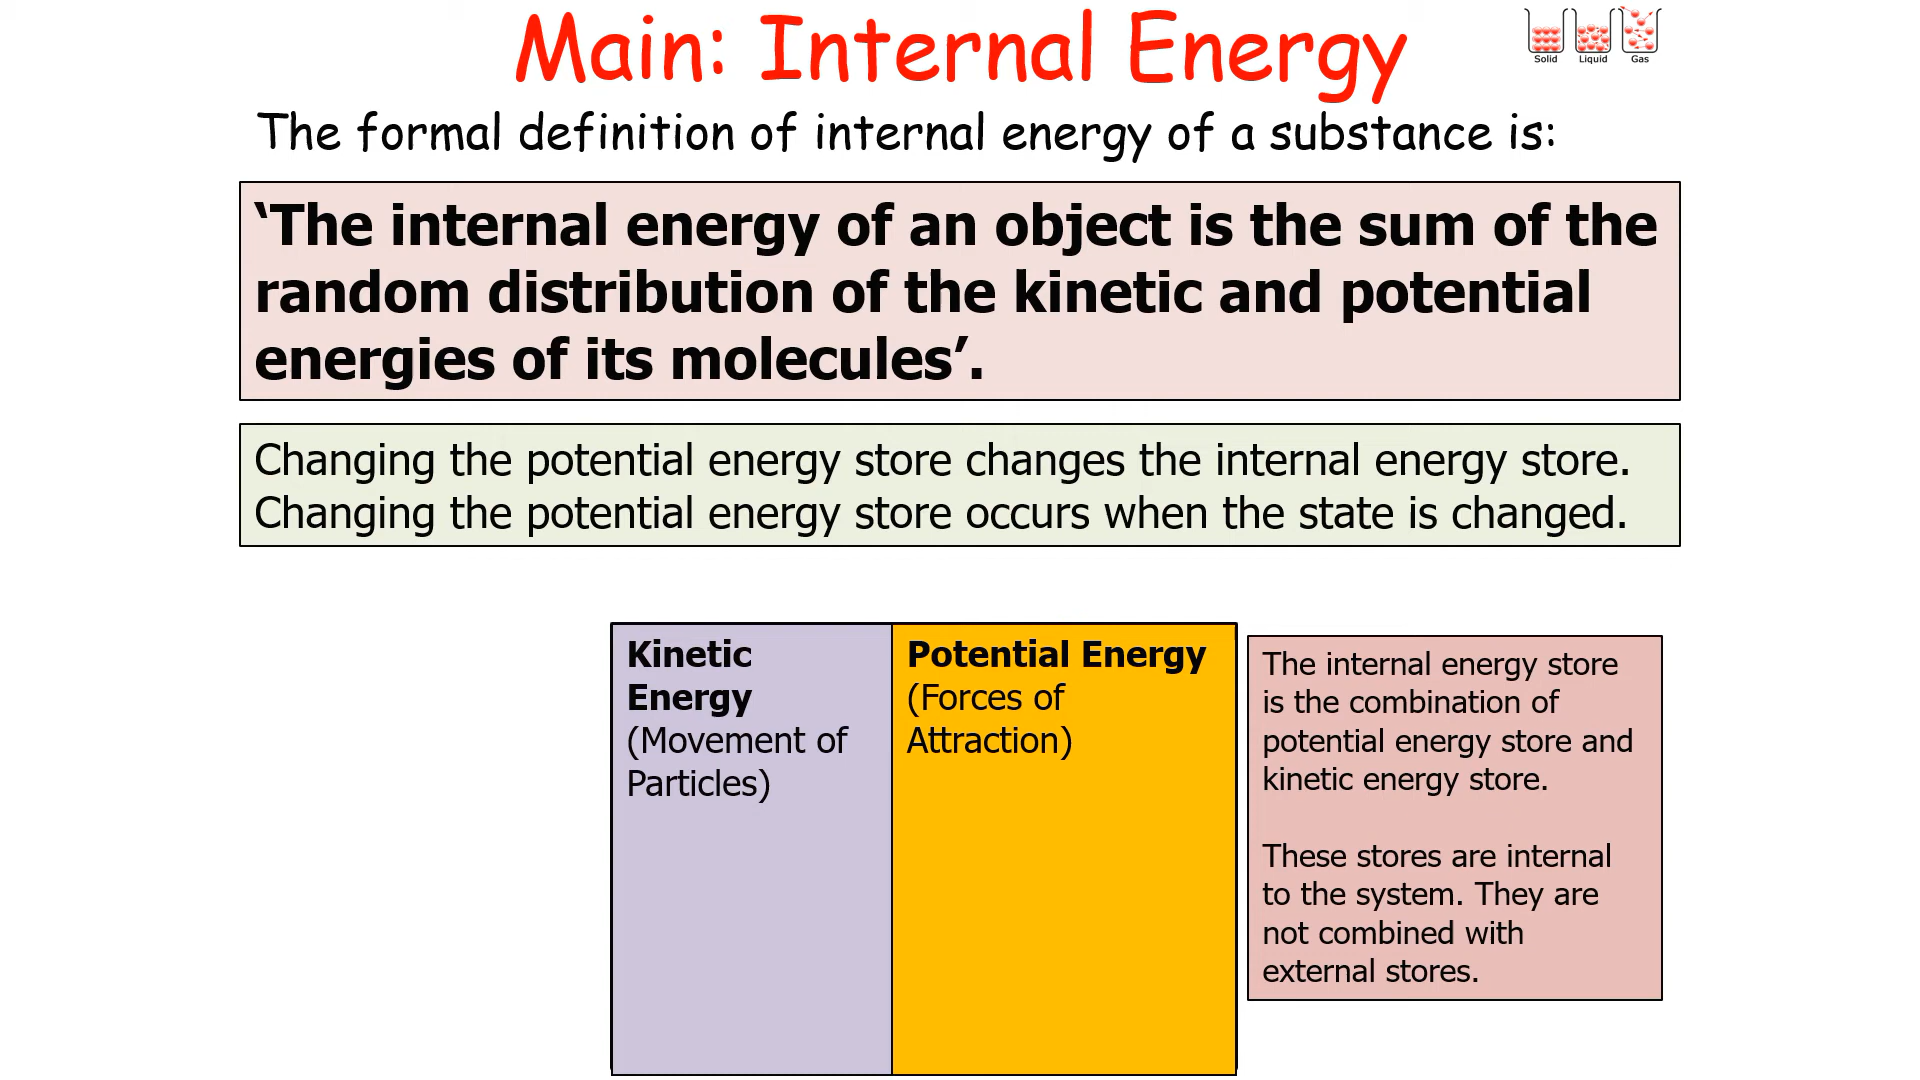 Main: Internal Energy
Solid
Liquid
Gas
The formal definition of internal energy of a substance is:
‘The internal energy of an object is the sum of the
random distribution of the kinetic and potential
energies of its molecules’.
Changing the potential energy store changes the internal energy store.
Changing the potential energy store occurs when the state is changed.
Kinetic
Energy
(Movement of
Particles)
Potential Energy
(Forces of
Attraction)
The internal energy store
is the combination of
potential energy store and
kinetic energy store.
These stores are internal
to the system. They are
not combined with
external stores.